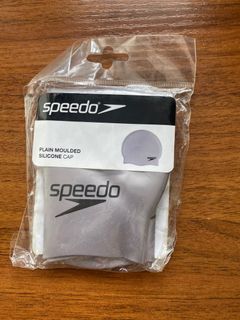 speedo
PLAIN MOULDED
SILICONE CAP
speedo